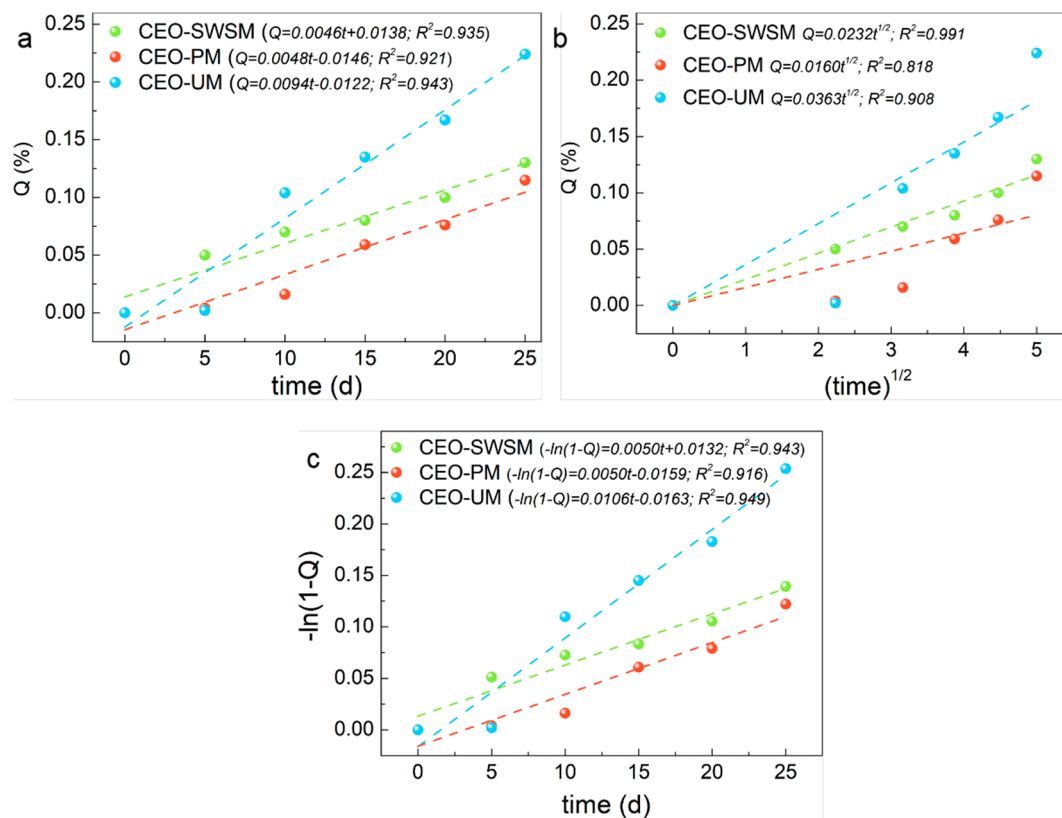 a
CEO-SWSM (Q=0.0046t+0.0138; R²=0.935)
CEO-PM (Q=0.0048t-0.0146; R²=0.921)
CEO-UM (Q=0.0094t-0.0122; R²=0.943)
Q (%)
0.25
0.20
0.15
0.10
0.05
0.00
0 5 10 15 20 25
time (d)
b
CEO-SWSM Q=0.0232t^1/2; R²=0.991
CEO-PM Q=0.0160t^1/2; R²=0.818
CEO-UM Q=0.0363t^1/2; R²=0.908
Q (%)
0.25
0.20
0.15
0.10
0.05
0.00
0 1 2 3 4 5
(time)^1/2
c
CEO-SWSM (-ln(1-Q)=0.0050t+0.0132; R²=0.943)
CEO-PM (-ln(1-Q)=0.0050t-0.0159; R²=0.916)
CEO-UM (-ln(1-Q)=0.0106t-0.0163; R²=0.949)
-ln(1-Q)
0.25
0.20
0.15
0.10
0.05
0.00
0 5 10 15 20 25
time (d)